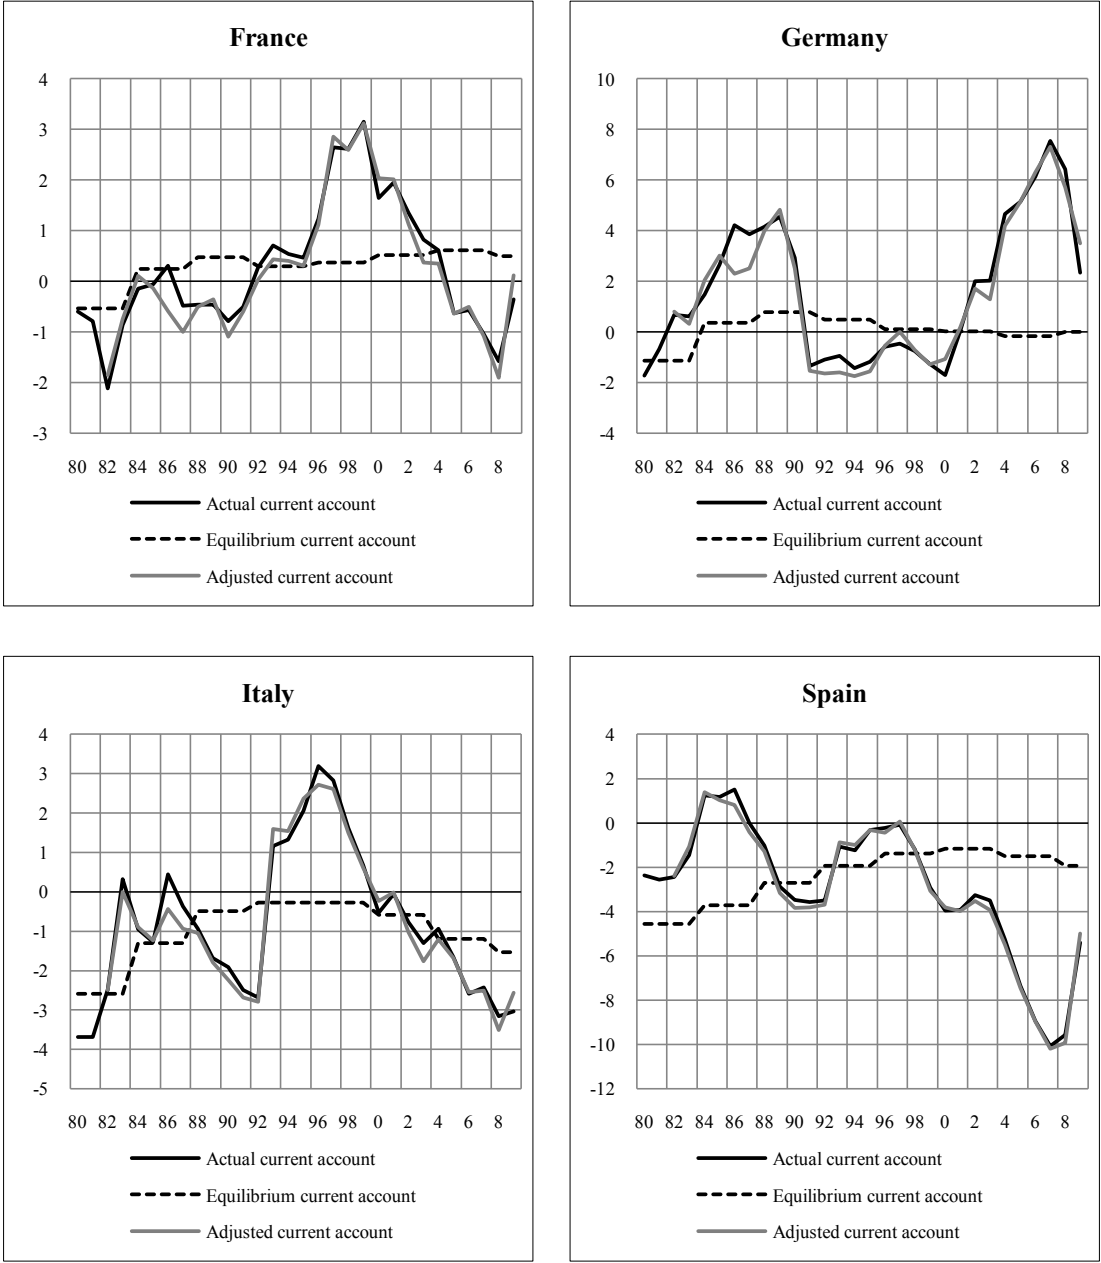 France
4
3
2
1
0
-1
-2
-3
80 82 84 86 88 90 92 94 96 98 0 2 4 6 8
Actual current account
Equilibrium current account
Adjusted current account
Germany
10
8
6
4
2
0
-2
-4
80 82 84 86 88 90 92 94 96 98 0 2 4 6 8
Actual current account
Equilibrium current account
Adjusted current account
Italy
4
3
2
1
0
-1
-2
-3
-4
-5
80 82 84 86 88 90 92 94 96 98 0 2 4 6 8
Actual current account
Equilibrium current account
Adjusted current account
Spain
4
2
0
-2
-4
-6
-8
-10
-12
80 82 84 86 88 90 92 94 96 98 0 2 4 6 8
Actual current account
Equilibrium current account
Adjusted current account